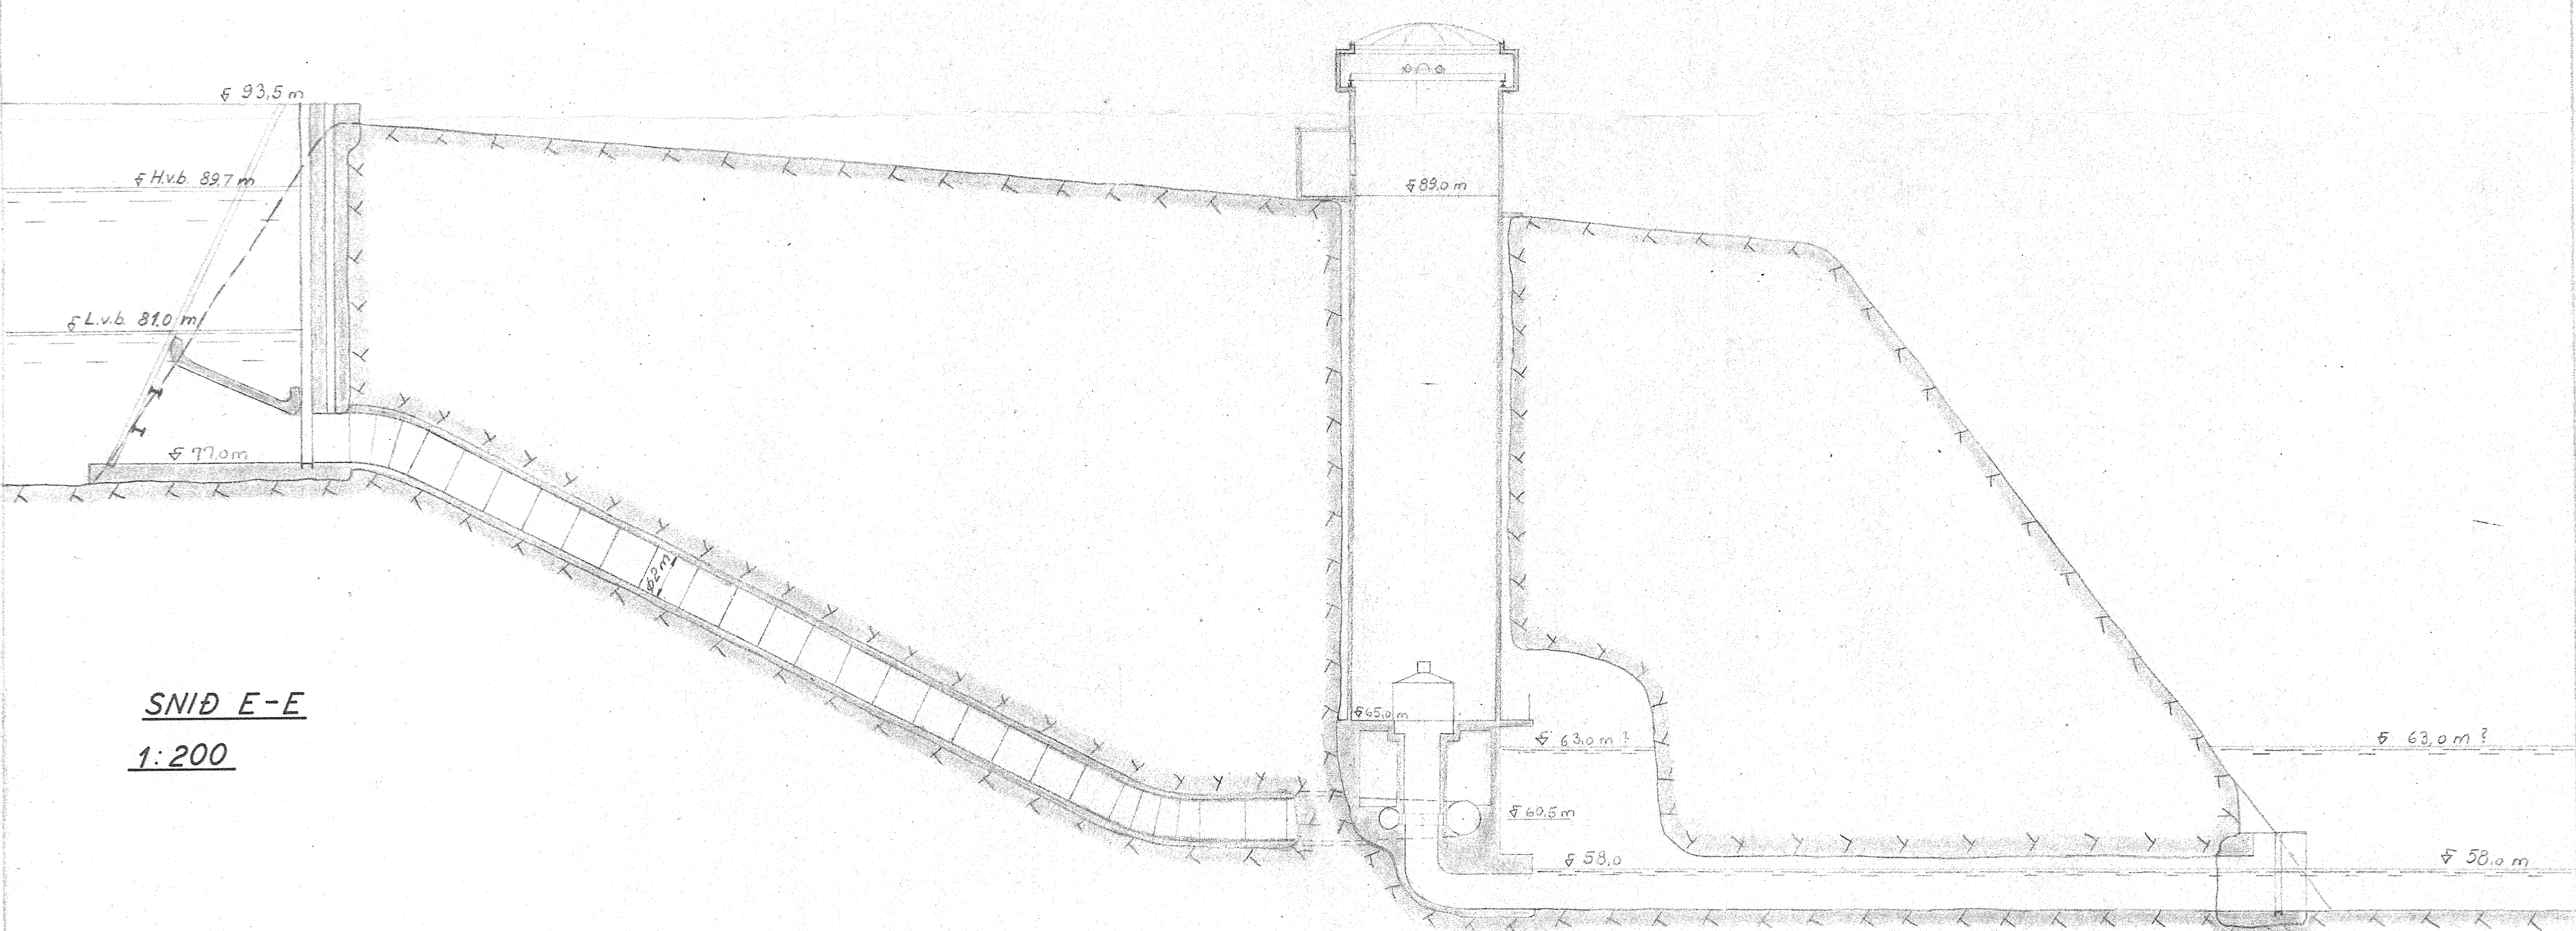 93,5 m
H.v.b. 89,7 m
89,0 m
L.v.b. 81,0 m
77,0 m
⌀2 m
SNIÐ E-E
1:200
65,0 m
63,0 m ?
63,0 m ?
60,5 m
58,0
58,0 m